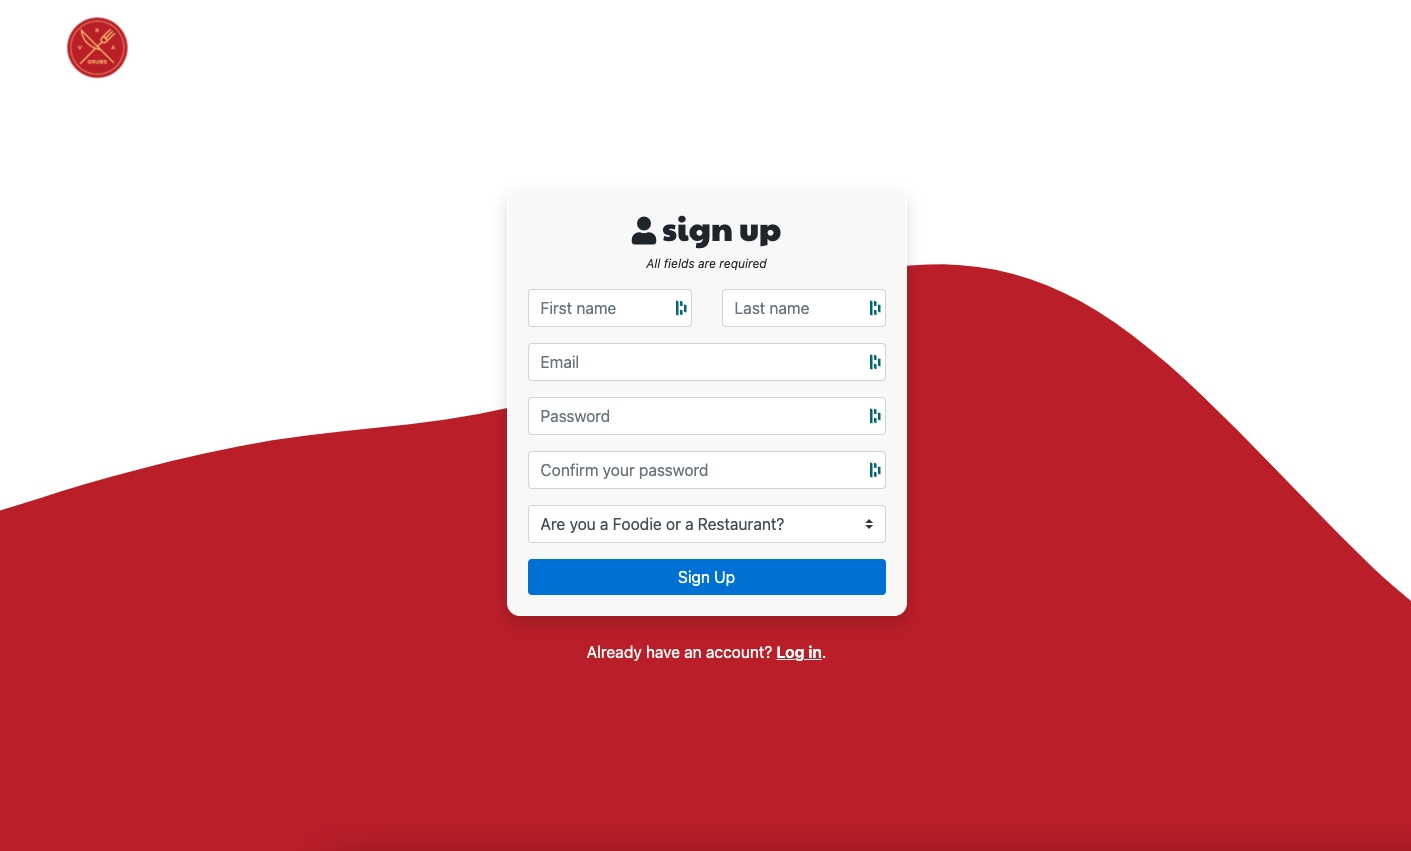 R
V A
GRUBS
sign up
All fields are required
First name Last name
Email
Password
Confirm your password
Are you a Foodie or a Restaurant?
Sign Up
Already have an account? Log in.